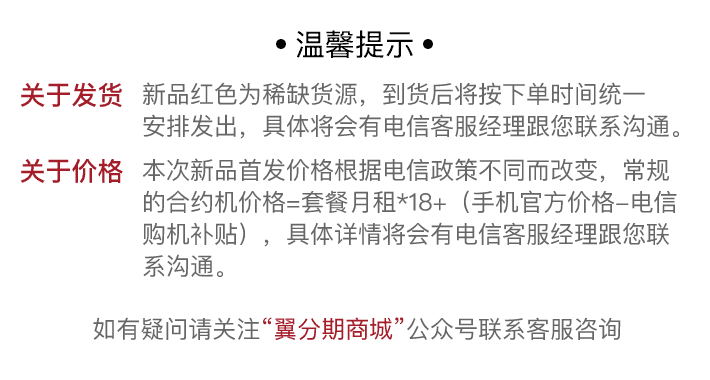 • 温馨提示 •
关于发货 新品红色为稀缺货源，到货后将按下单时间统一
安排发出，具体将会有电信客服经理跟您联系沟通。
关于价格 本次新品首发价格根据电信政策不同而改变，常规
的合约机价格=套餐月租*18+（手机官方价格-电信
购机补贴），具体详情将会有电信客服经理跟您联
系沟通。
如有疑问请关注“翼分期商城”公众号联系客服咨询